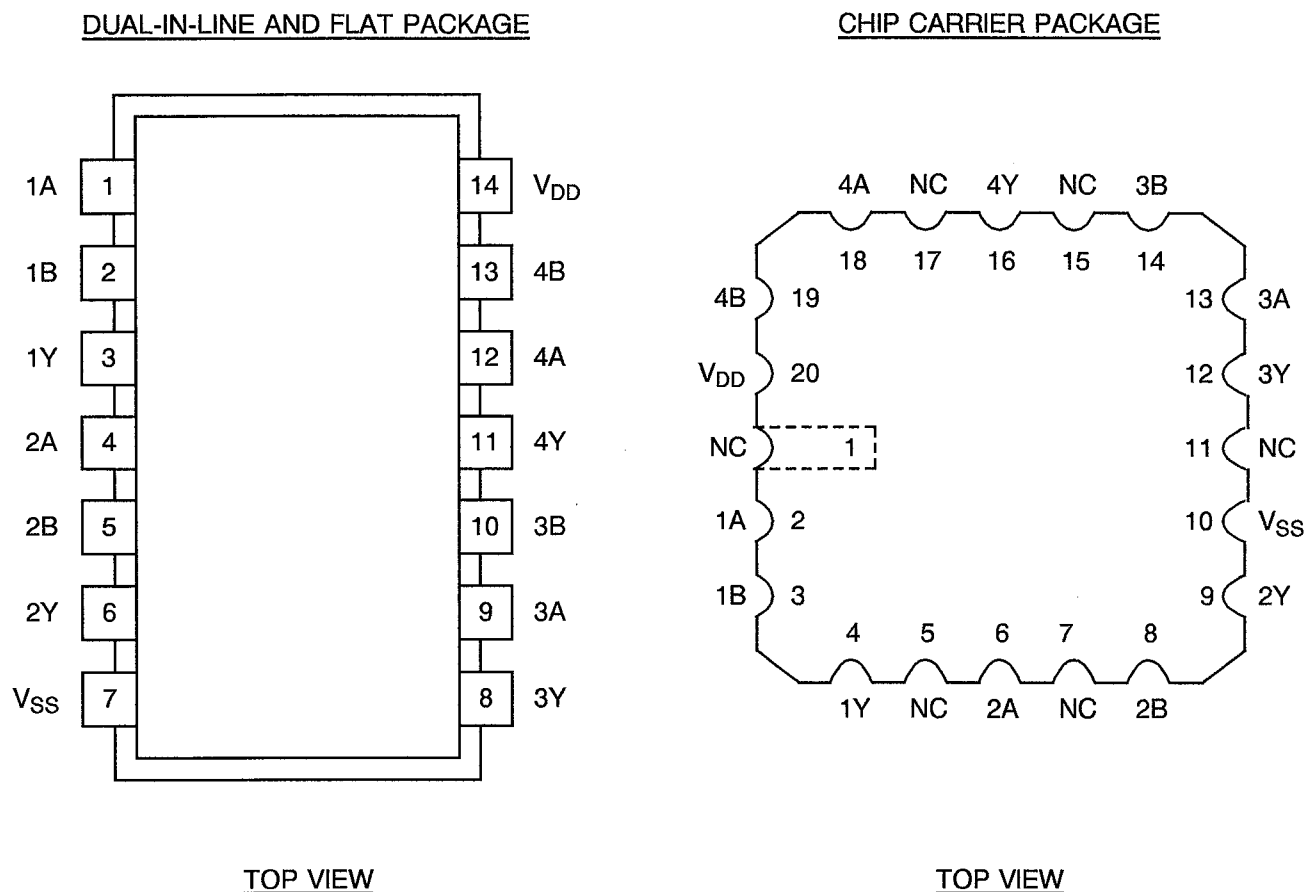 DUAL-IN-LINE AND FLAT PACKAGE
1A 1 14 VDD
1B 2 13 4B
1Y 3 12 4A
2A 4 11 4Y
2B 5 10 3B
2Y 6 9 3A
VSS 7 8 3Y
TOP VIEW
CHIP CARRIER PACKAGE
4A NC 4Y NC 3B
18 17 16 15 14
4B 19 13 3A
VDD 20 12 3Y
NC 1 11 NC
1A 2 10 VSS
1B 3 9 2Y
4 5 6 7 8
1Y NC 2A NC 2B
TOP VIEW